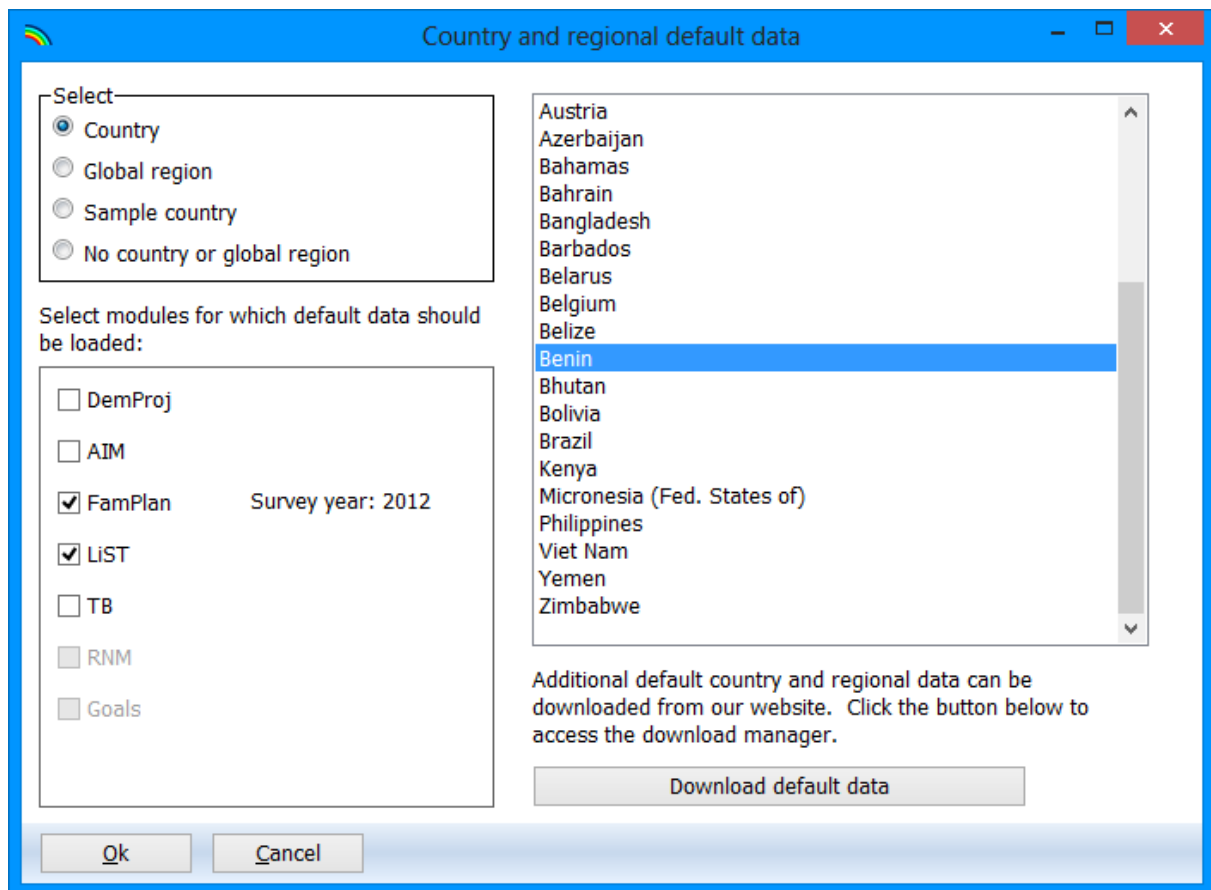 Country and regional default data
Select
Country
Global region
Sample country
No country or global region
Select modules for which default data should
be loaded:
DemProj
AIM
FamPlan Survey year: 2012
LiST
TB
RNM
Goals
Austria
Azerbaijan
Bahamas
Bahrain
Bangladesh
Barbados
Belarus
Belgium
Belize
Benin
Bhutan
Bolivia
Brazil
Kenya
Micronesia (Fed. States of)
Philippines
Viet Nam
Yemen
Zimbabwe
Additional default country and regional data can be
downloaded from our website.  Click the button below to
access the download manager.
Download default data
Ok Cancel